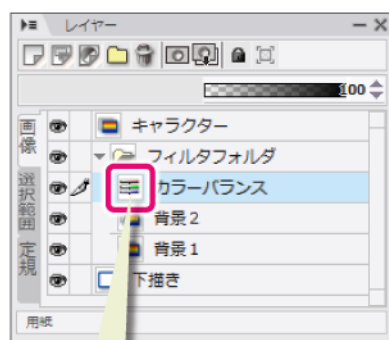 レイヤー
100
画像
選択範囲
定規
キャラクター
フィルタフォルダ
カラーバランス
背景2
背景1
下描き
用紙